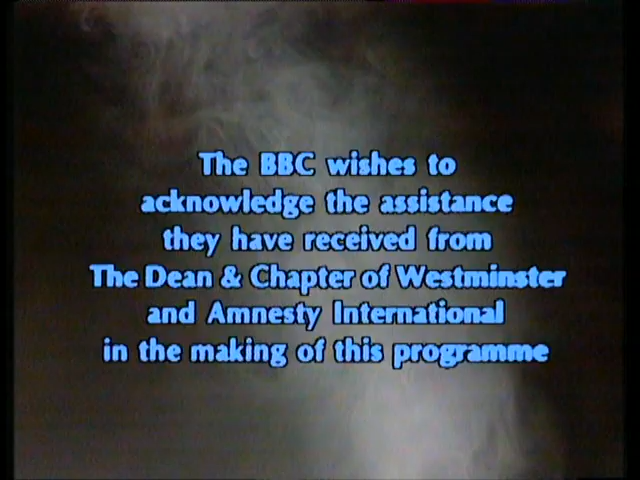 The BBC wishes to
acknowledge the assistance
they have received from
The Dean & Chapter of Westminster
and Amnesty International
in the making of this programme